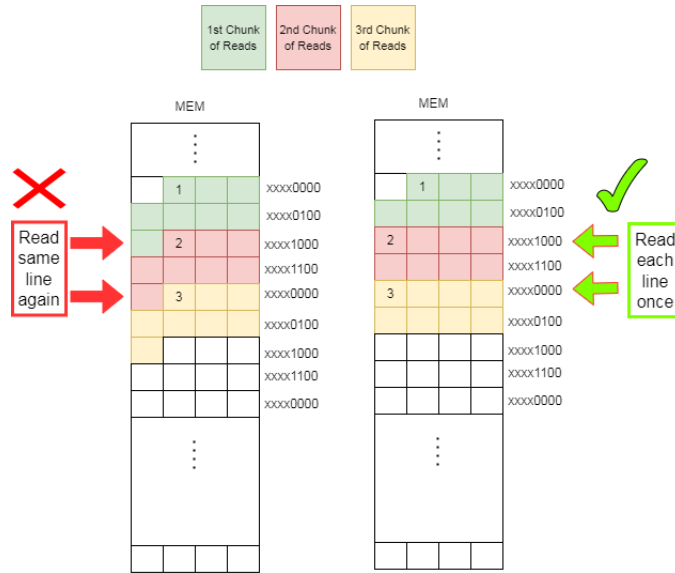 1st Chunk
of Reads
2nd Chunk
of Reads
3rd Chunk
of Reads
MEM
1
xxxx0000
xxxx0100
2
xxxx1000
xxxx1100
3
xxxx0000
xxxx0100
xxxx1000
xxxx1100
xxxx0000
Read
same
line
again
MEM
1
xxxx0000
xxxx0100
2
xxxx1000
xxxx1100
3
xxxx0000
xxxx0100
xxxx1000
xxxx1100
xxxx0000
Read
each
line
once